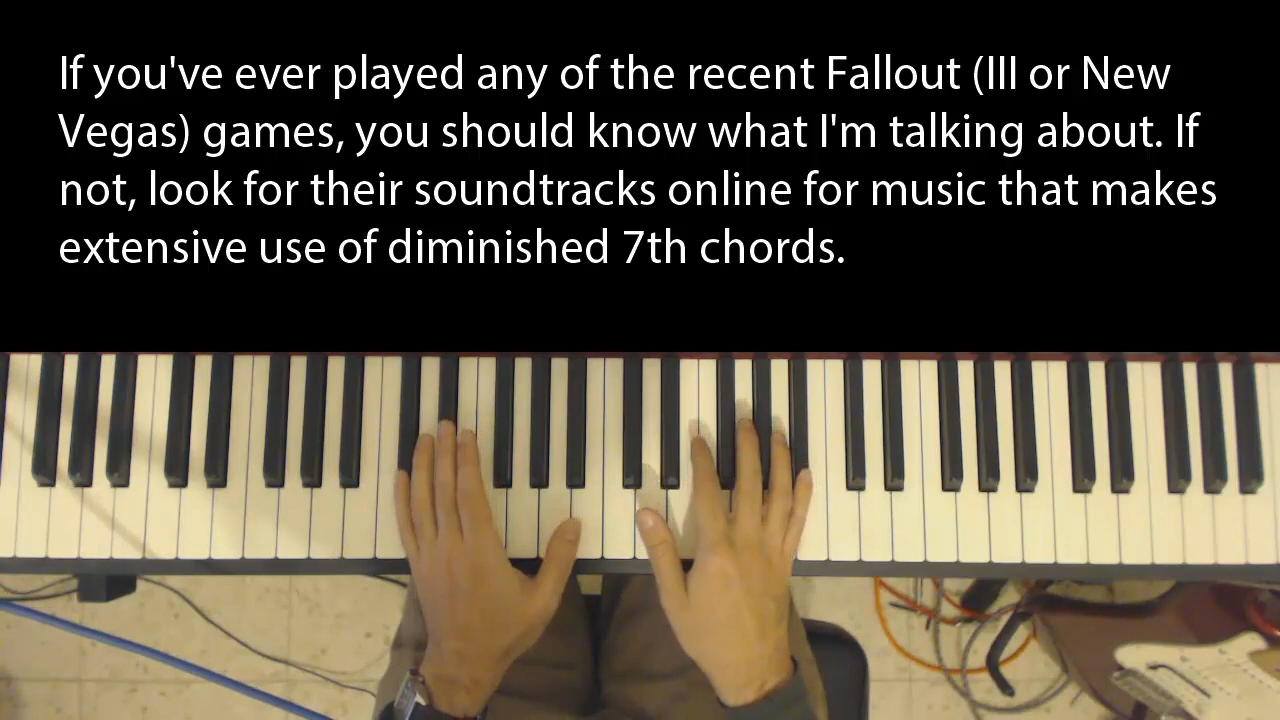 If you've ever played any of the recent Fallout (III or New
Vegas) games, you should know what I'm talking about. If
not, look for their soundtracks online for music that makes
extensive use of diminished 7th chords.